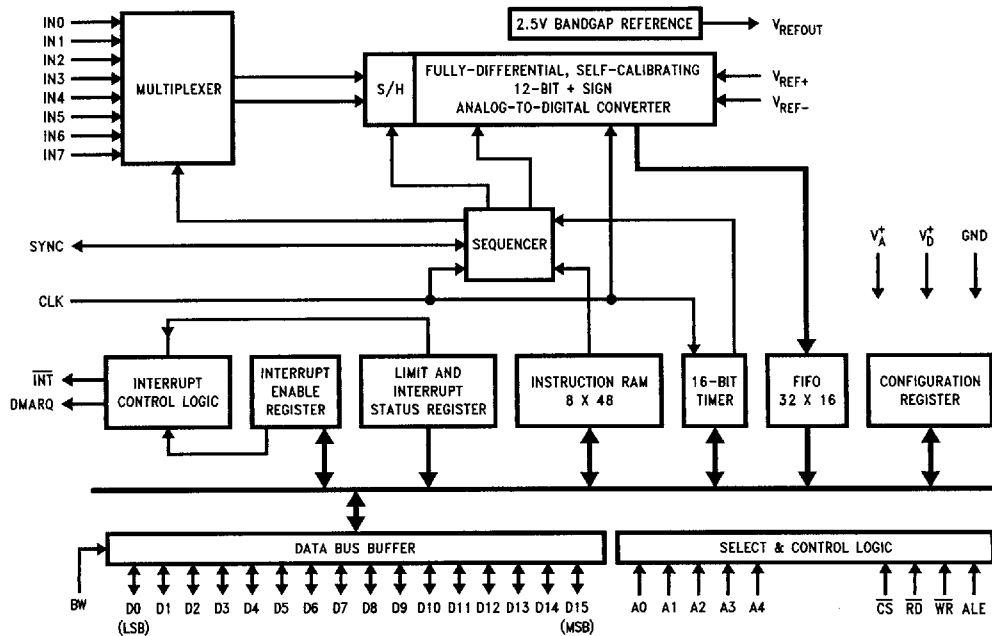 IN0
IN1
IN2
IN3
IN4
IN5
IN6
IN7
MULTIPLEXER
2.5V BANDGAP REFERENCE
VREFOUT
S/H
FULLY-DIFFERENTIAL, SELF-CALIBRATING
12-BIT + SIGN
ANALOG-TO-DIGITAL CONVERTER
VREF+
VREF-
SYNC
SEQUENCER
V+A
V+D
GND
CLK
I̅N̅T̅
DMARQ
INTERRUPT
CONTROL LOGIC
INTERRUPT
ENABLE
REGISTER
LIMIT AND
INTERRUPT
STATUS REGISTER
INSTRUCTION RAM
8 X 48
16-BIT
TIMER
FIFO
32 X 16
CONFIGURATION
REGISTER
DATA BUS BUFFER
SELECT & CONTROL LOGIC
BW
D0 D1 D2 D3 D4 D5 D6 D7 D8 D9 D10 D11 D12 D13 D14 D15
(LSB) (MSB)
A0 A1 A2 A3 A4
C̅S̅ R̅D̅ W̅R̅ ALE